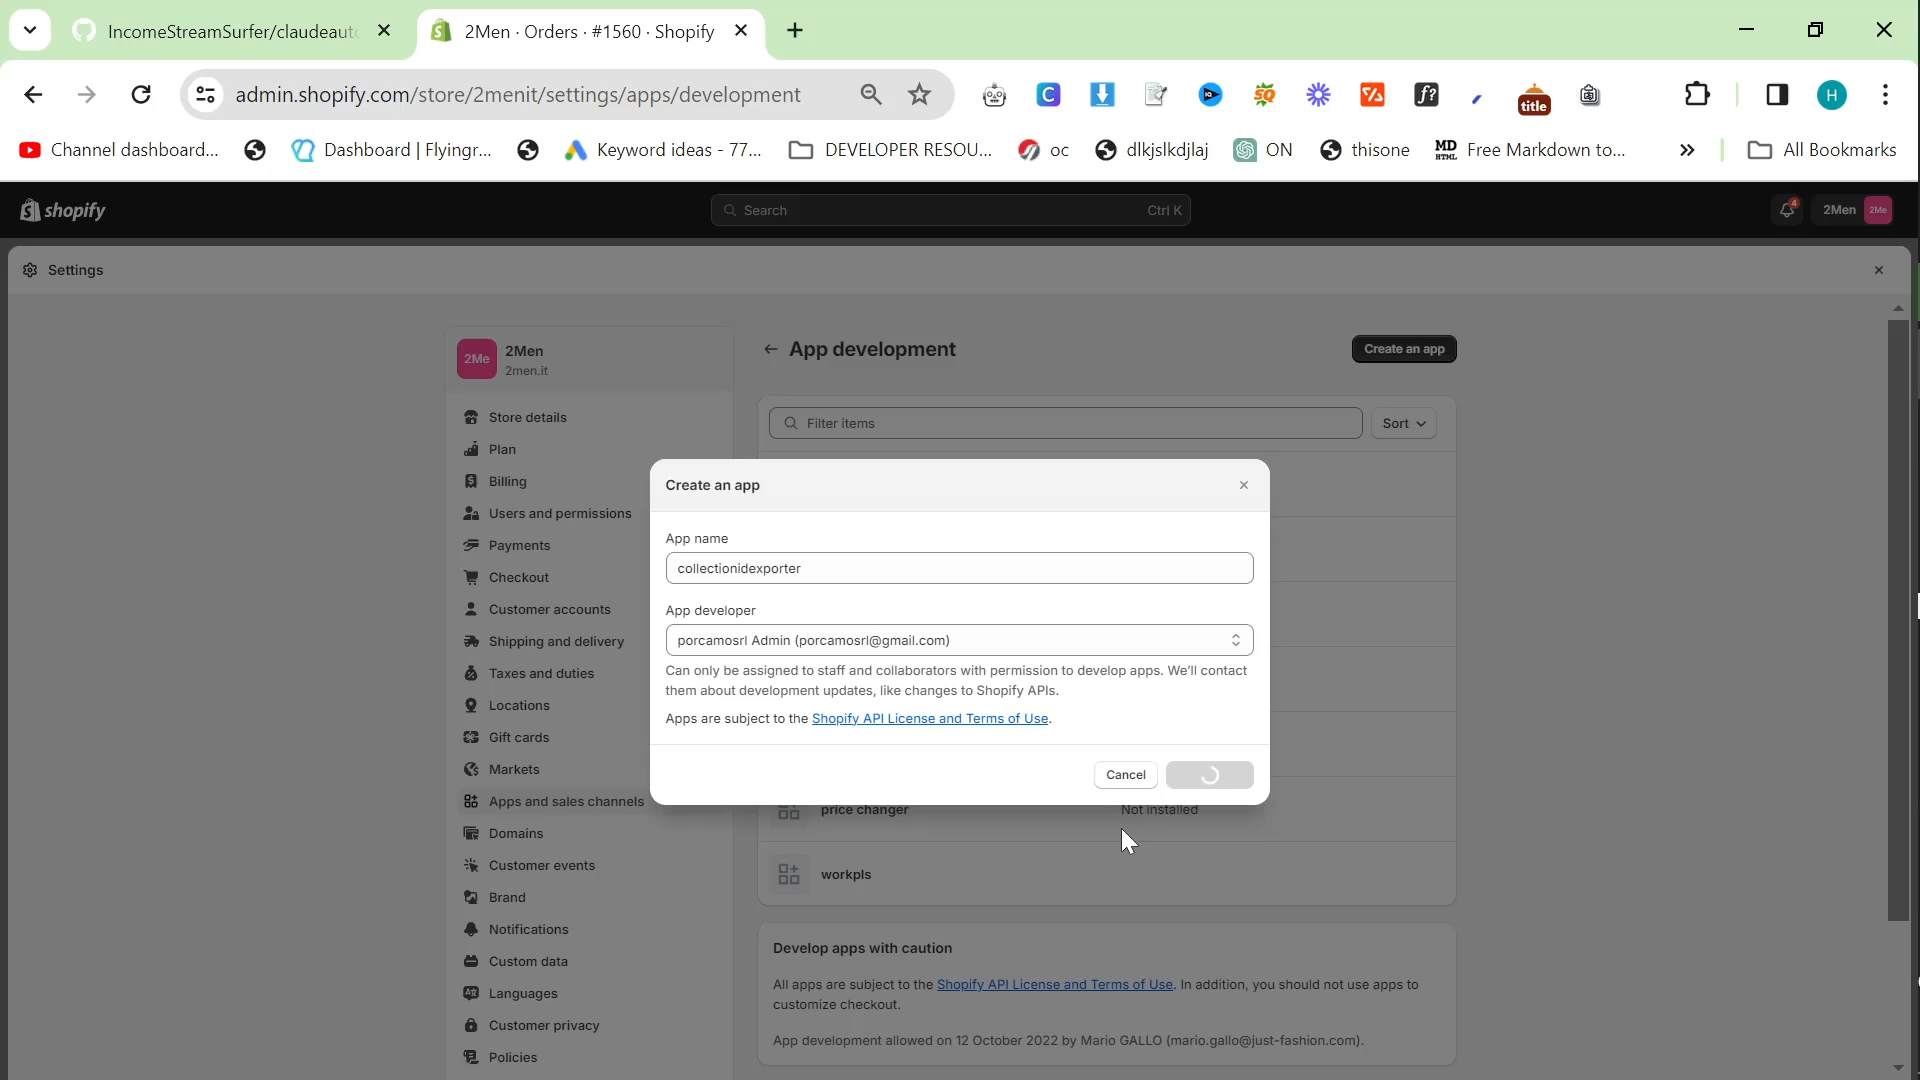 IncomeStreamSurfer/claudeaut
2Men · Orders · #1560 · Shopify
admin.shopify.com/store/2menit/settings/apps/development
title
Channel dashboard...
Dashboard | Flyingr...
Keyword ideas - 77...
DEVELOPER RESOU...
oc
dlkjslkdjlaj
ON
thisone
Free Markdown to...
All Bookmarks
shopify
Search
Ctrl K
4
2Men
2Me
Settings
2Me
2Men
2men.it
Store details
Plan
Billing
Users and permissions
Payments
Checkout
Customer accounts
Shipping and delivery
Taxes and duties
Locations
Gift cards
Markets
Apps and sales channels
Domains
Customer events
Brand
Notifications
Custom data
Languages
Customer privacy
Policies
App development
Create an app
Filter items
Sort
Create an app
App name
collectionidexporter
App developer
porcamosrl Admin (porcamosrl@gmail.com)
Can only be assigned to staff and collaborators with permission to develop apps. We'll contact
them about development updates, like changes to Shopify APIs.
Apps are subject to the Shopify API License and Terms of Use.
Cancel
price changer
Not installed
workpls
Develop apps with caution
All apps are subject to the Shopify API License and Terms of Use. In addition, you should not use apps to
customize checkout.
App development allowed on 12 October 2022 by Mario GALLO (mario.gallo@just-fashion.com).